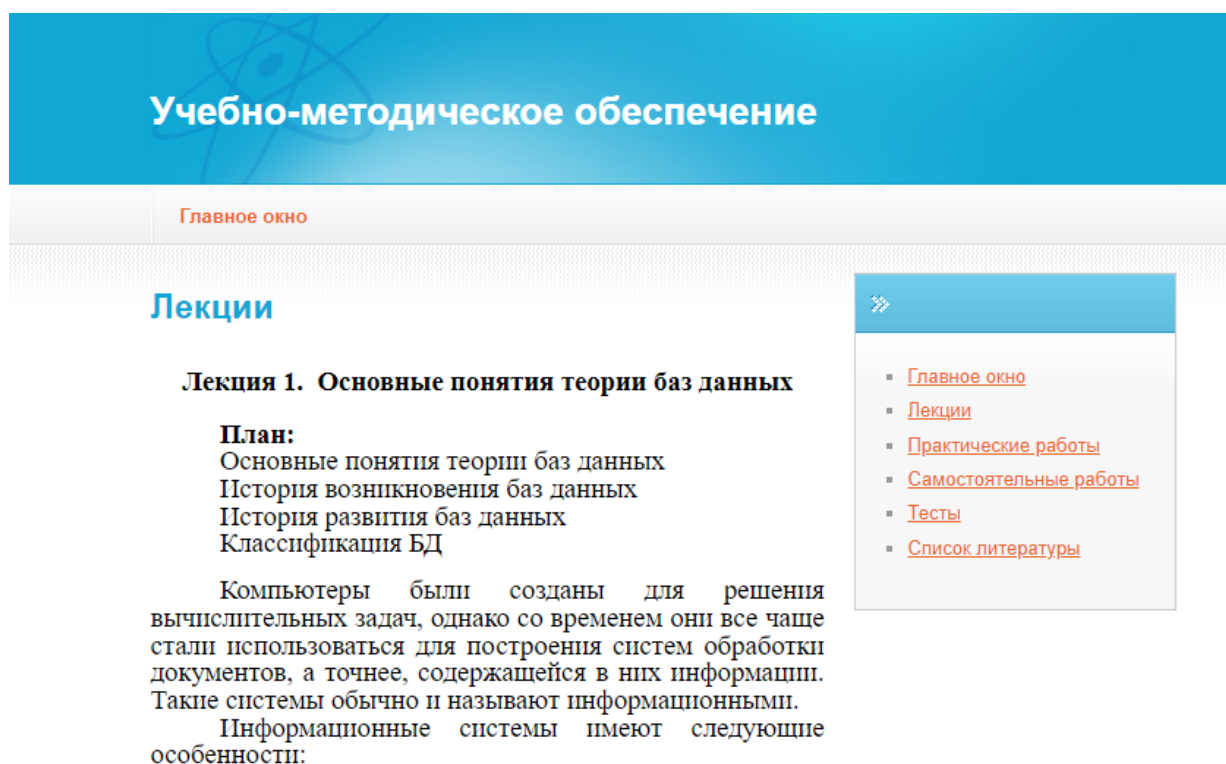 Учебно-методическое обеспечение
Главное окно
Лекции
Лекция 1. Основные понятия теории баз данных
План:
Основные понятия теории баз данных
История возникновения баз данных
История развития баз данных
Классификация БД
Компьютеры были созданы для решения
вычислительных задач, однако со временем они все чаще
стали использоваться для построения систем обработки
документов, а точнее, содержащейся в них информации.
Такие системы обычно и называют информационными.
Информационные системы имеют следующие
особенности:
Главное окно
Лекции
Практические работы
Самостоятельные работы
Тесты
Список литературы